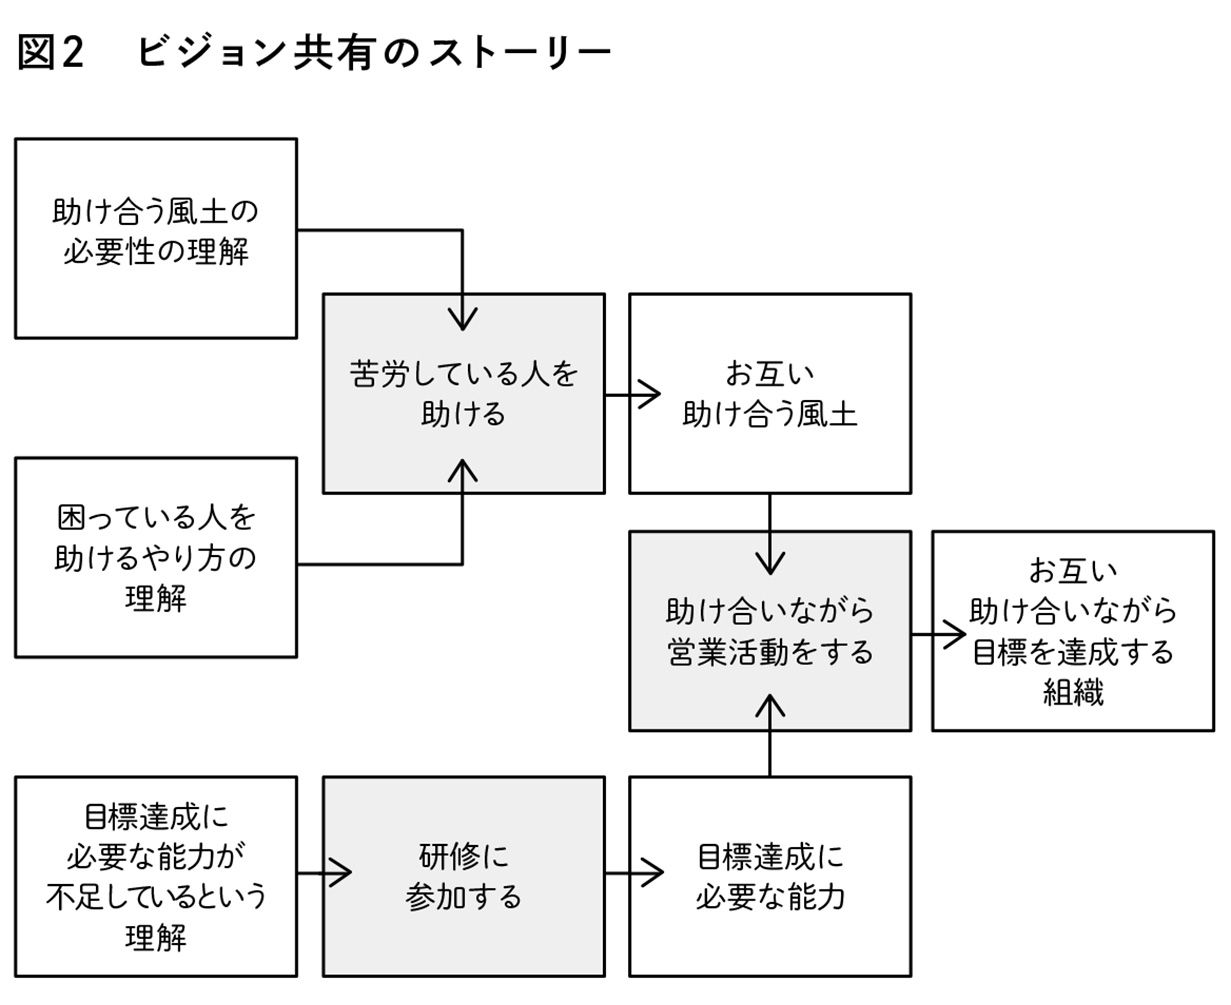 図2 ビジョン共有のストーリー
助け合う風土の
必要性の理解
苦労している人を
助ける
お互い
助け合う風土
困っている人を
助けるやり方の
理解
助け合いながら
営業活動をする
お互い
助け合いながら
目標を達成する
組織
目標達成に
必要な能力が
不足しているという
理解
研修に
参加する
目標達成に
必要な能力